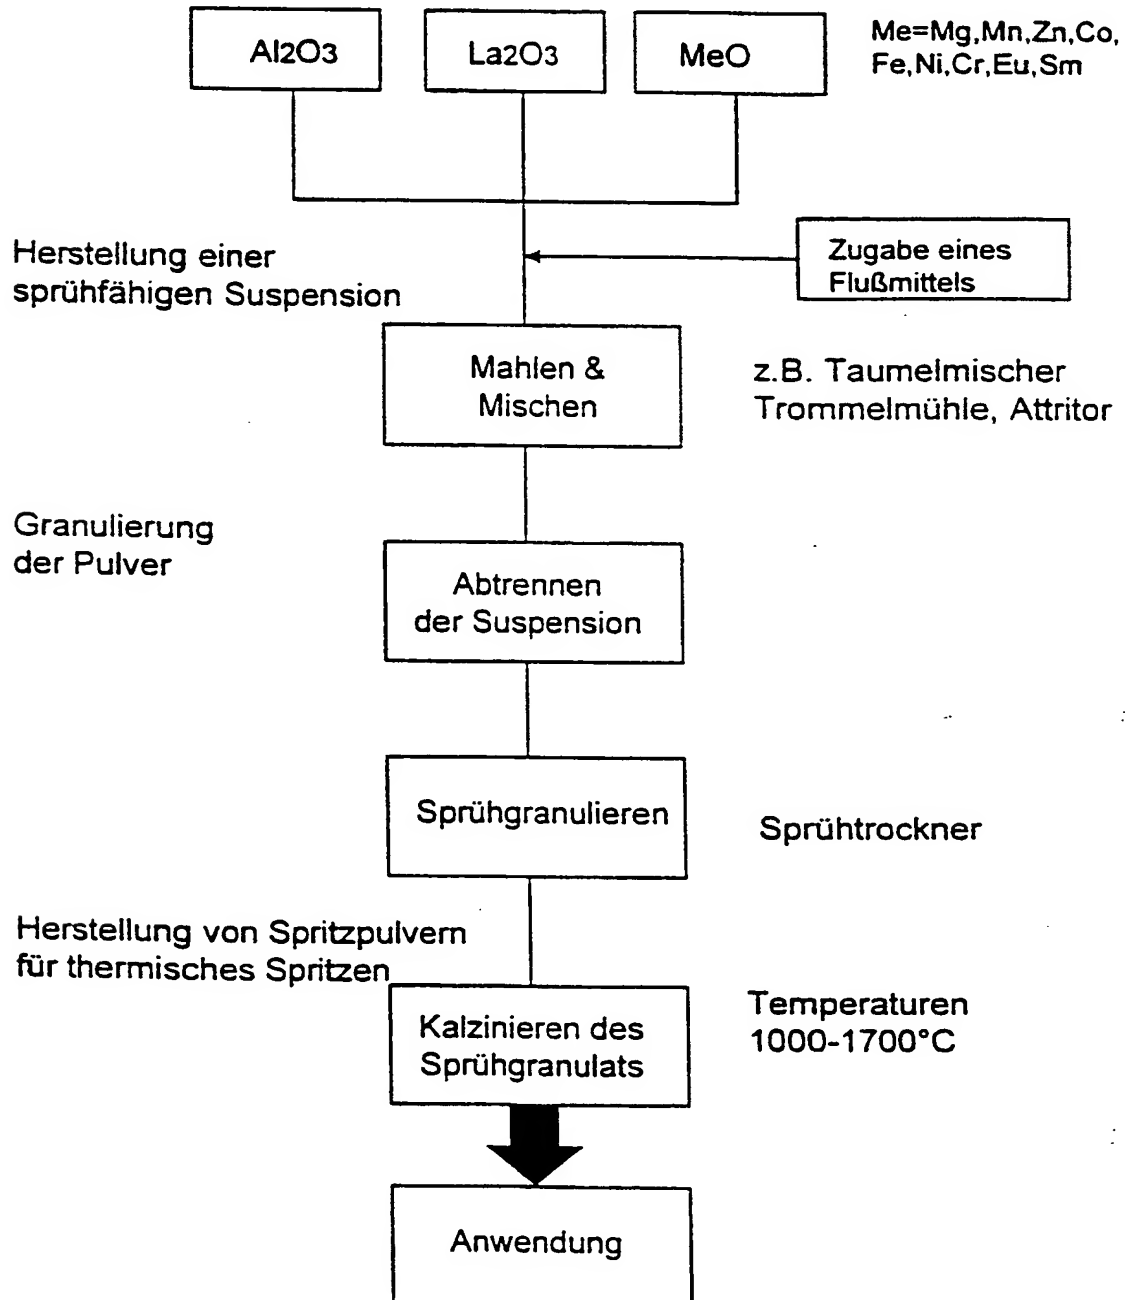 Al2O3
La2O3
MeO
Me=Mg,Mn,Zn,Co,
Fe,Ni,Cr,Eu,Sm
Herstellung einer
sprühfähigen Suspension
Zugabe eines
Flußmittels
Mahlen &
Mischen
z.B. Taumelmischer
Trommelmühle, Attritor
Granulierung
der Pulver
Abtrennen
der Suspension
Sprühgranulieren
Sprühtrockner
Herstellung von Spritzpulvern
für thermisches Spritzen
Kalzinieren des
Sprühgranulats
Temperaturen
1000-1700°C
Anwendung